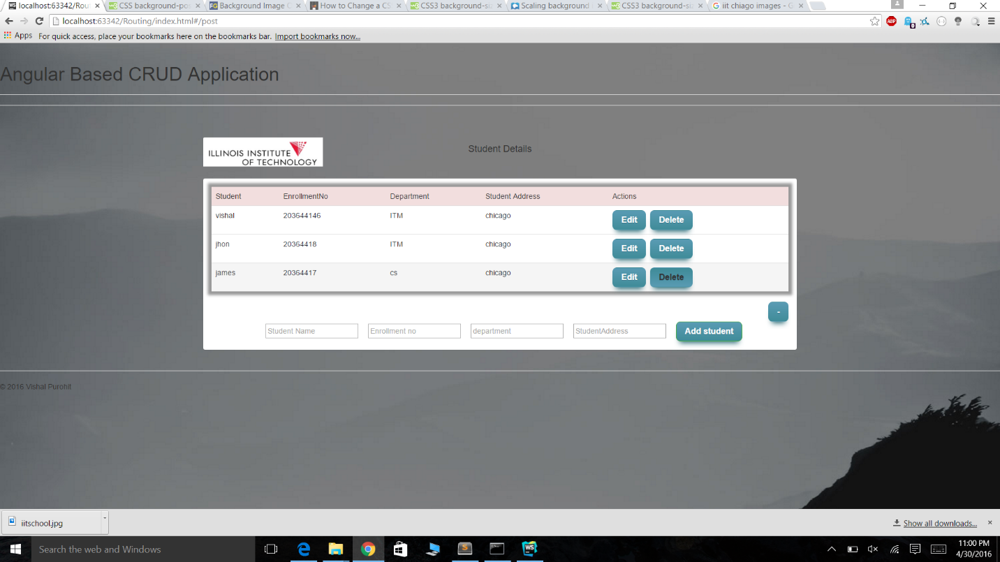 localhost:63342/Rou
CSS background-pos
Background Image C
How to Change a CS
CSS3 background-siz
Scaling background
CSS3 background-siz
iit chiago images - G
localhost:63342/Routing/index.html#/post
ABP
Apps For quick access, place your bookmarks here on the bookmarks bar. Import bookmarks now...
Angular Based CRUD Application
ILLINOIS INSTITUTE
OF TECHNOLOGY
Student Details
Student EnrollmentNo Department Student Address Actions
vishal 203644146 ITM chicago Edit Delete
jhon 20364418 ITM chicago Edit Delete
james 20364417 cs chicago Edit Delete
-
Student Name Enrollment no department StudentAddress Add student
© 2016 Vishal Purohit
iitschool.jpg
Show all downloads...
Search the web and Windows
11:00 PM
4/30/2016